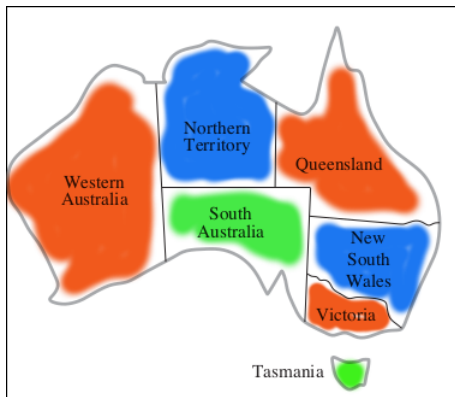 Northern
Territory
Western
Australia
Queensland
South
Australia
New
South
Wales
Victoria
Tasmania